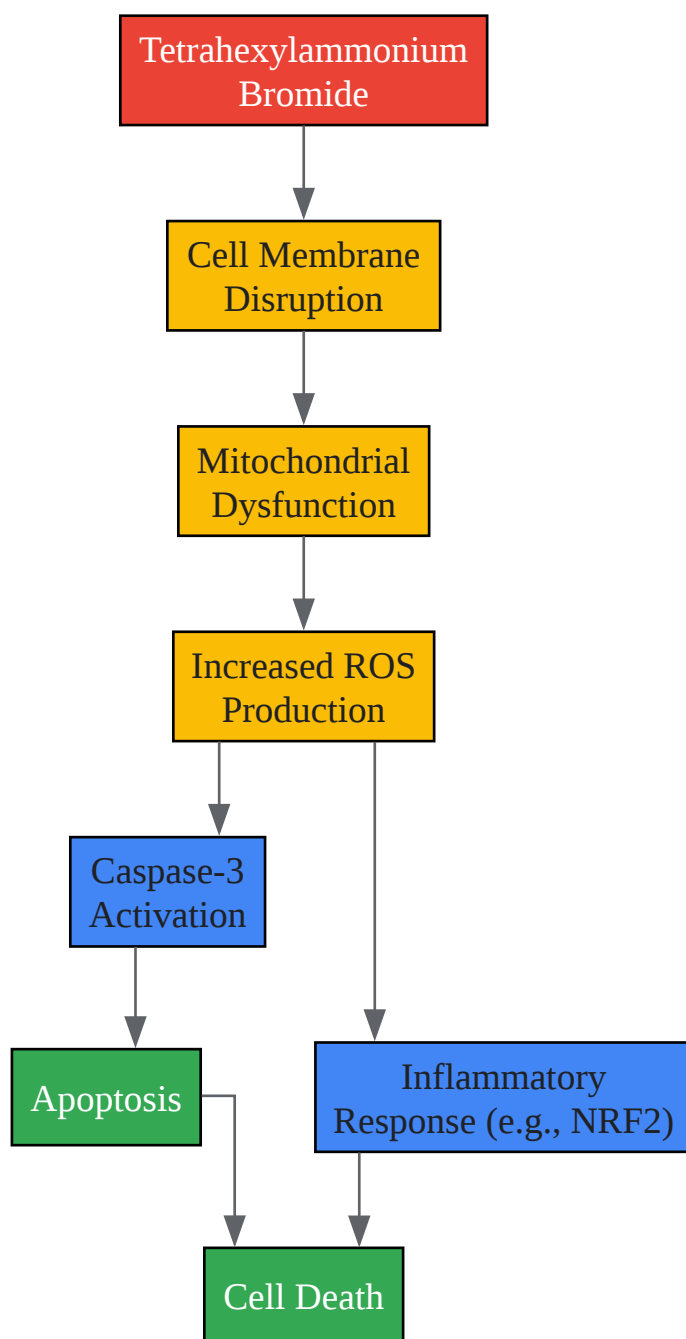 Tetrahexylammonium
Bromide
Cell Membrane
Disruption
Mitochondrial
Dysfunction
Increased ROS
Production
Caspase-3
Activation
Apoptosis
Inflammatory
Response (e.g., NRF2)
Cell Death